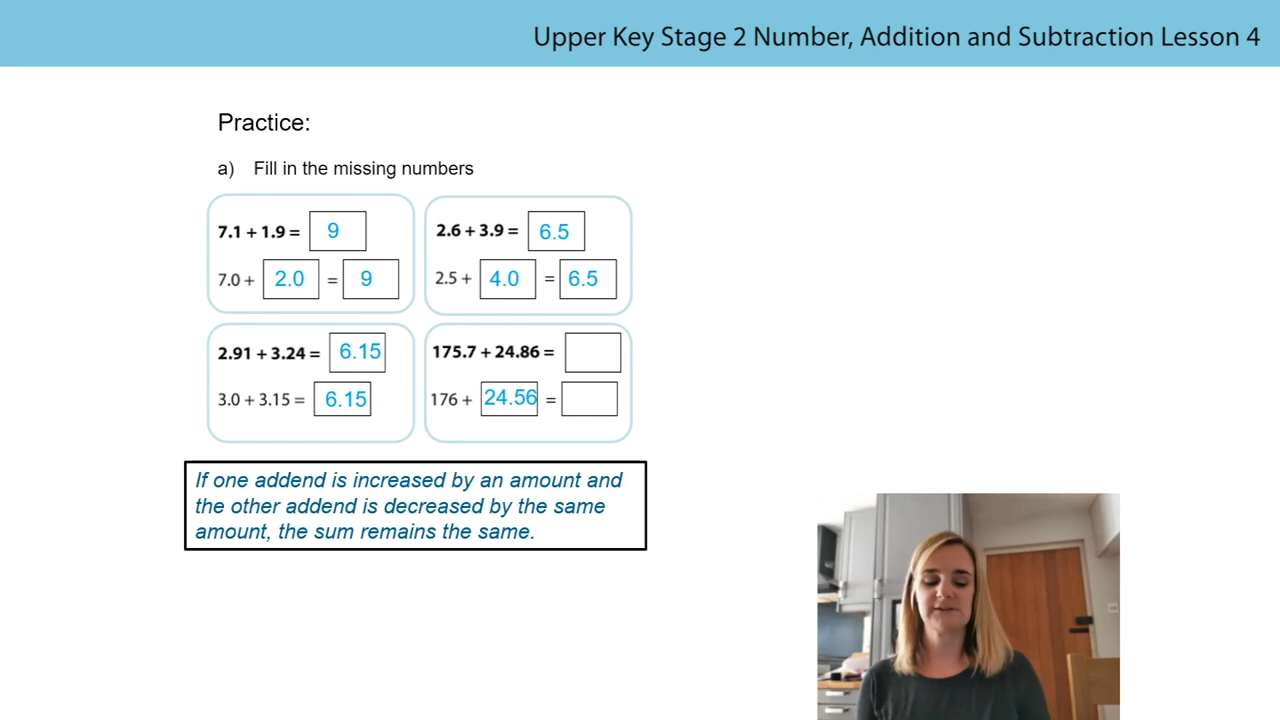 Upper Key Stage 2 Number, Addition and Subtraction Lesson 4
Practice:
a) Fill in the missing numbers
7.1 + 1.9 = 9
7.0 + 2.0 = 9
2.6 + 3.9 = 6.5
2.5 + 4.0 = 6.5
2.91 + 3.24 = 6.15
3.0 + 3.15 = 6.15
175.7 + 24.86 =
176 + 24.56 =
If one addend is increased by an amount and
the other addend is decreased by the same
amount, the sum remains the same.